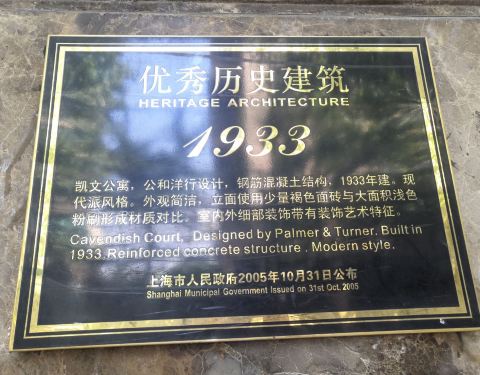 优秀历史建筑
HERITAGE ARCHITECTURE
1933
凯文公寓，公和洋行设计，钢筋混凝土结构，1933年建。现
代派风格。外观简洁，立面使用少量褐色面砖与大面积浅色
粉刷形成材质对比。室内外细部装饰带有装饰艺术特征。
Cavendish Court, Designed by Palmer & Turner. Built in
1933. Reinforced concrete structure . Modern style.
上海市人民政府2005年10月31日公布
Shanghai Municipal Government Issued on 31st Oct. 2005